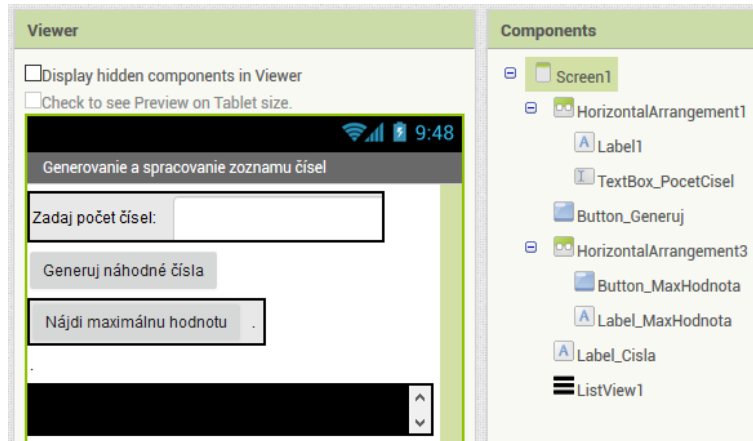 Viewer
Display hidden components in Viewer
Check to see Preview on Tablet size.
9:48
Generovanie a spracovanie zoznamu čísel
Zadaj počet čísel:
Generuj náhodné čísla
Nájdi maximálnu hodnotu .
.
Components
Screen1
HorizontalArrangement1
A Label1
TextBox_PocetCisel
Button_Generuj
HorizontalArrangement3
Button_MaxHodnota
A Label_MaxHodnota
A Label_Cisla
ListView1